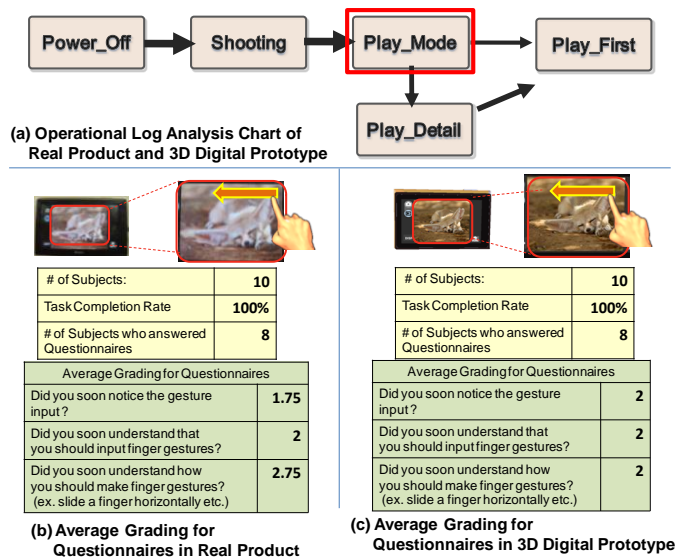 Power_Off
Shooting
Play_Mode
Play_First
Play_Detail
(a) Operational Log Analysis Chart of
Real Product and 3D Digital Prototype
# of Subjects: 10
Task Completion Rate 100%
# of Subjects who answered
Questionnaires 8
Average Grading for Questionnaires
Did you soon notice the gesture
input? 1.75
Did you soon understand that
you should input finger gestures? 2
Did you soon understand how
you should make finger gestures?
(ex. slide a finger horizontally etc.) 2.75
(b) Average Grading for
Questionnaires in Real Product
# of Subjects: 10
Task Completion Rate 100%
# of Subjects who answered
Questionnaires 8
Average Grading for Questionnaires
Did you soon notice the gesture
input? 2
Did you soon understand that
you should input finger gestures? 2
Did you soon understand how
you should make finger gestures?
(ex. slide a finger horizontally etc.) 2
(c) Average Grading for
Questionnaires in 3D Digital Prototype